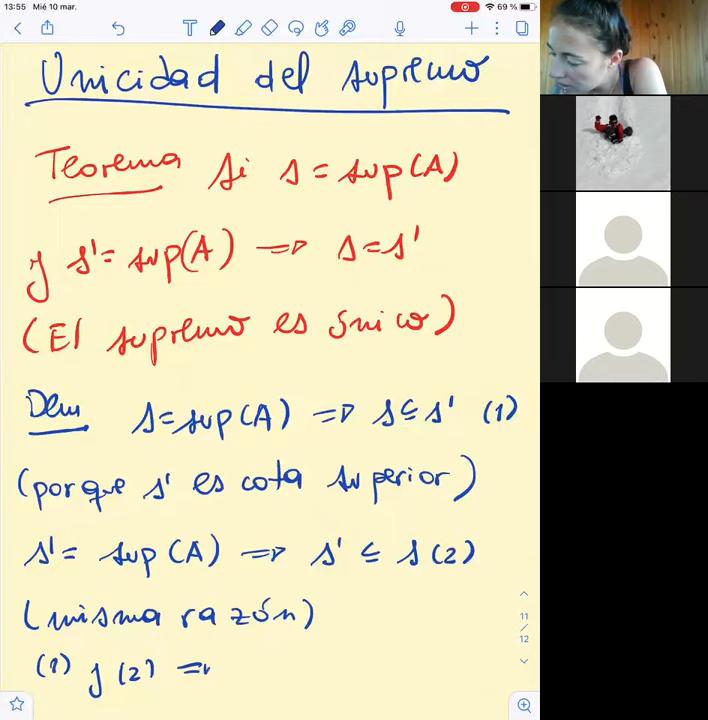 13:55 Mié 10 mar.
69 %
Unicidad del supremo
Teorema Si s = sup(A)
y s' = sup(A) ⇒ s = s'
(El supremo es único)
Dem s = sup(A) ⇒ s ≤ s' (1)
(porque s' es cota superior)
s' = sup(A) ⇒ s' ≤ s (2)
(misma razón)
(1) y (2) ⇒
11
/
12